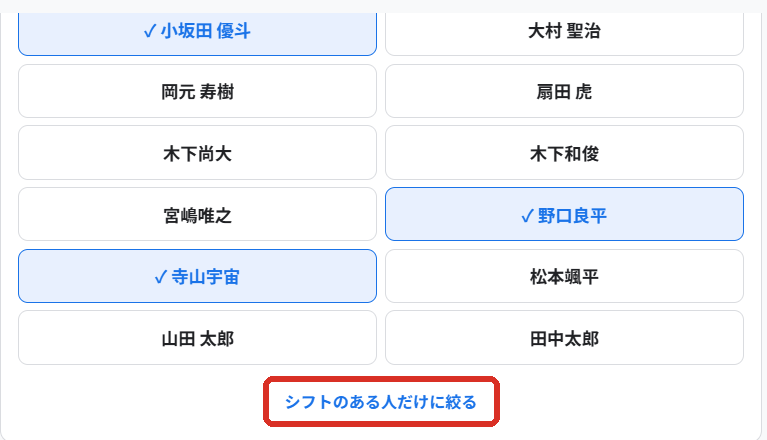 ✓ 小坂田 優斗
大村 聖治
岡元 寿樹
扇田 虎
木下尚大
木下和俊
宮嶋唯之
✓ 野口良平
✓ 寺山宇宙
松本颯平
山田 太郎
田中太郎
シフトのある人だけに絞る